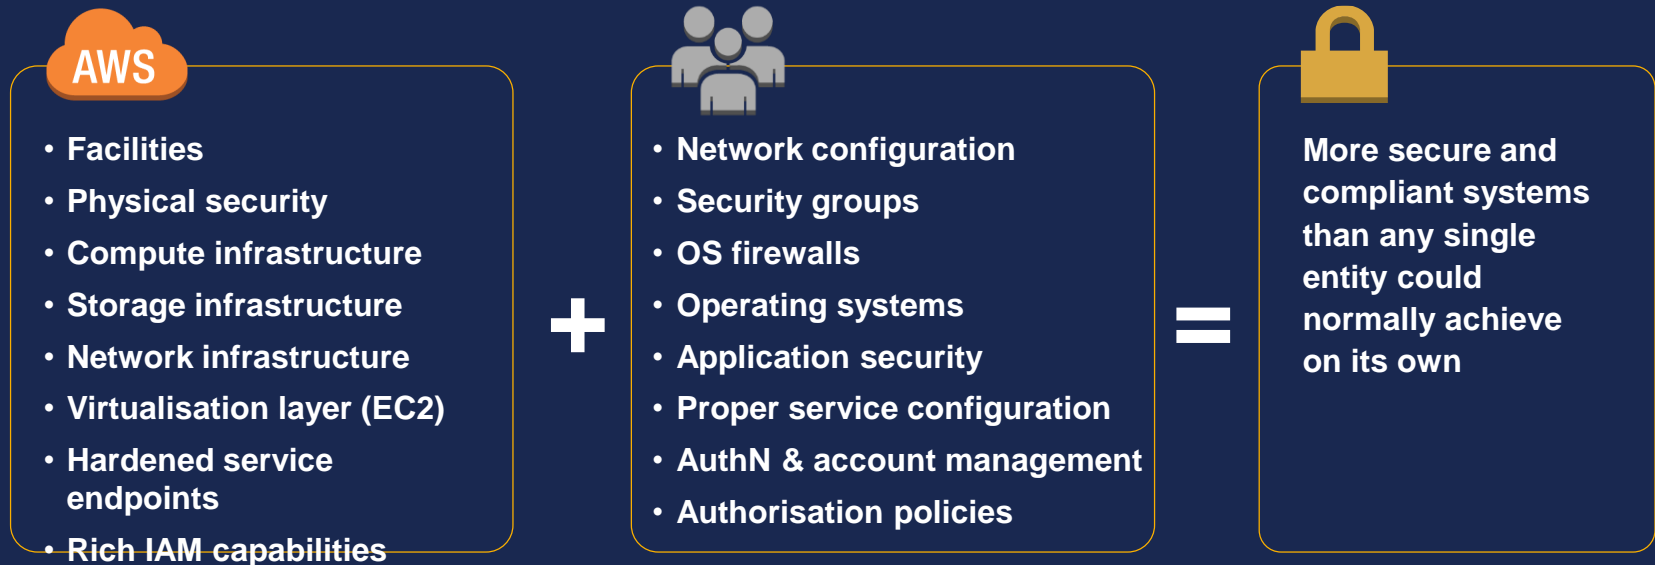 AWS
• Facilities
• Physical security
• Compute infrastructure
• Storage infrastructure
• Network infrastructure
• Virtualisation layer (EC2)
• Hardened service
endpoints
• Rich IAM capabilities
+
• Network configuration
• Security groups
• OS firewalls
• Operating systems
• Application security
• Proper service configuration
• AuthN & account management
• Authorisation policies
=
More secure and
compliant systems
than any single
entity could
normally achieve
on its own